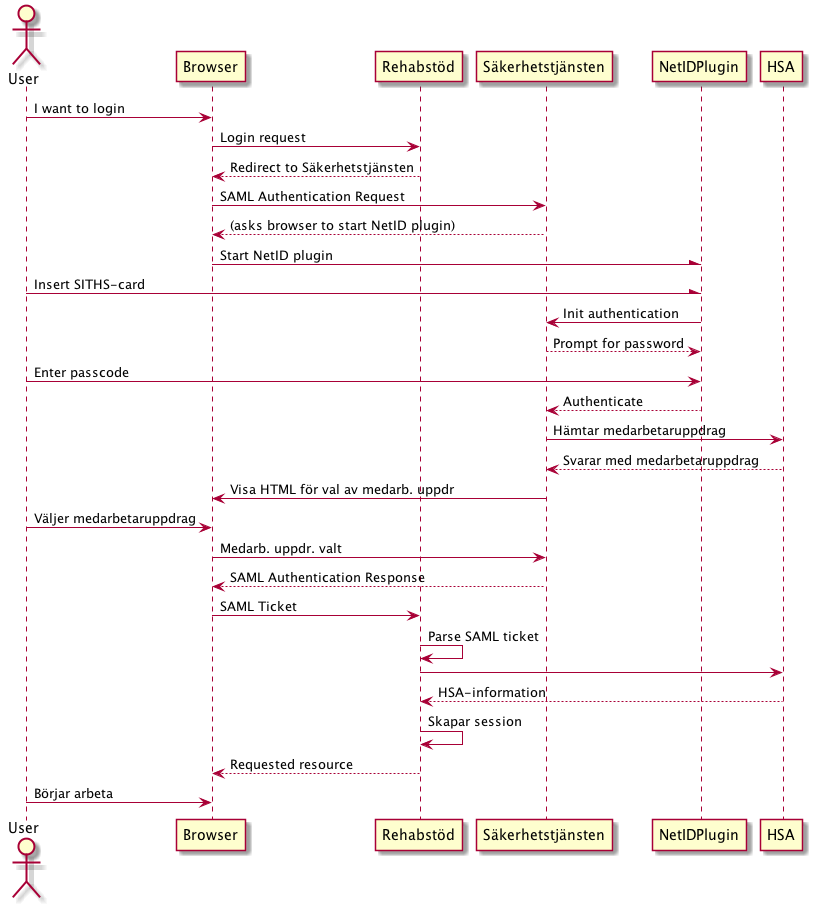 User
Browser
Rehabstöd
Säkerhetstjänsten
NetIDPlugin
HSA
I want to login
Login request
Redirect to Säkerhetstjänsten
SAML Authentication Request
(asks browser to start NetID plugin)
Start NetID plugin
Insert SITHS-card
Init authentication
Prompt for password
Enter passcode
Authenticate
Hämtar medarbetaruppdrag
Svarar med medarbetaruppdrag
Visa HTML för val av medarb. uppdr
Väljer medarbetaruppdrag
Medarb. uppdr. valt
SAML Authentication Response
SAML Ticket
Parse SAML ticket
HSA-information
Skapar session
Requested resource
Börjar arbeta
User
Browser
Rehabstöd
Säkerhetstjänsten
NetIDPlugin
HSA